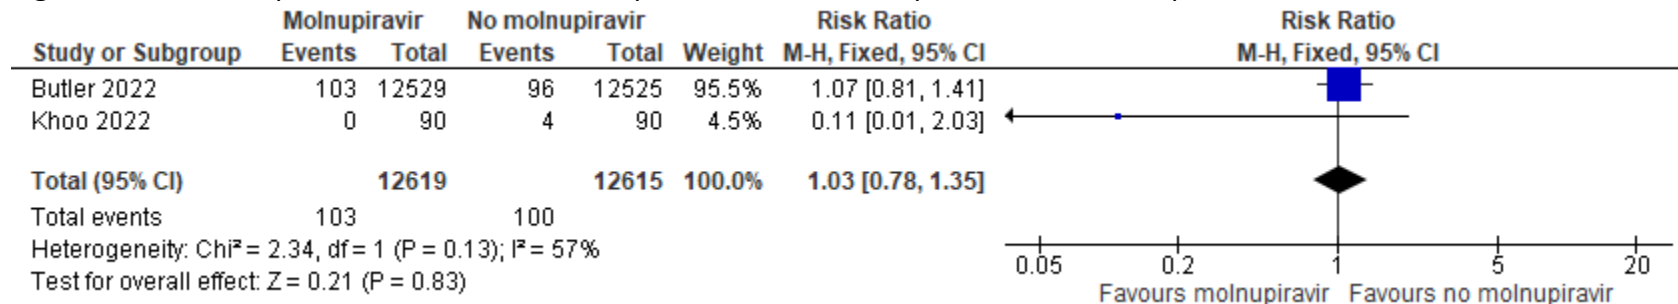 Molnupiravir No molnupiravir Risk Ratio Risk Ratio
Study or Subgroup Events Total Events Total Weight M-H, Fixed, 95% CI M-H, Fixed, 95% CI
Butler 2022 103 12529 96 12525 95.5% 1.07 [0.81, 1.41]
Khoo 2022 0 90 4 90 4.5% 0.11 [0.01, 2.03]
Total (95% CI) 12619 12615 100.0% 1.03 [0.78, 1.35]
Total events 103 100
Heterogeneity: Chi² = 2.34, df = 1 (P = 0.13); I² = 57%
Test for overall effect: Z = 0.21 (P = 0.83)
0.05 0.2 1 5 20
Favours molnupiravir Favours no molnupiravir